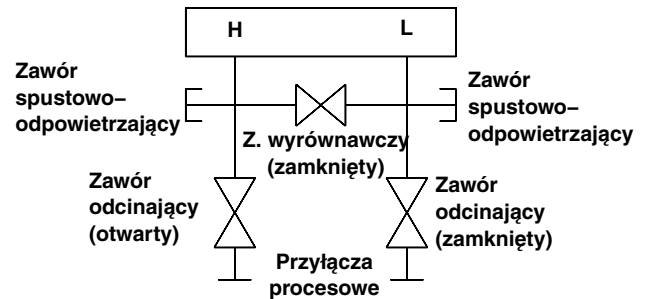 H
L
Zawór
spustowo–
odpowietrzający
Zawór
spustowo–
odpowietrzający
Z. wyrównawczy
(zamknięty)
Zawór
odcinający
(otwarty)
Zawór
odcinający
(zamknięty)
Przyłącza
procesowe